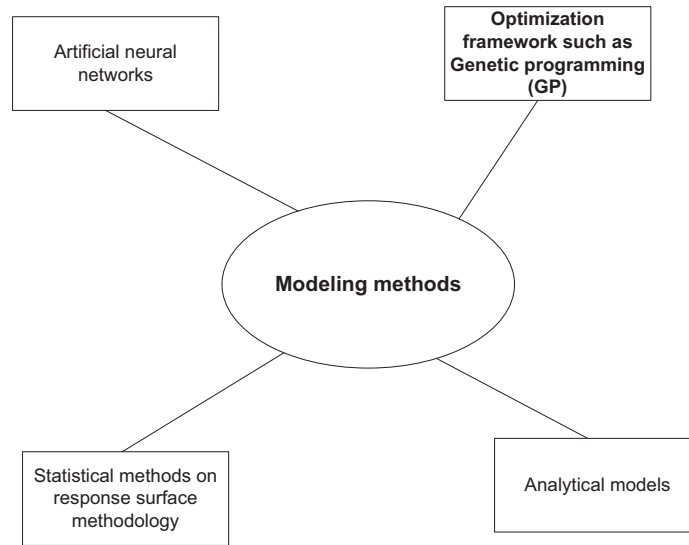 Artificial neural
networks
Optimization
framework such as
Genetic programming
(GP)
Modeling methods
Statistical methods on
response surface
methodology
Analytical models